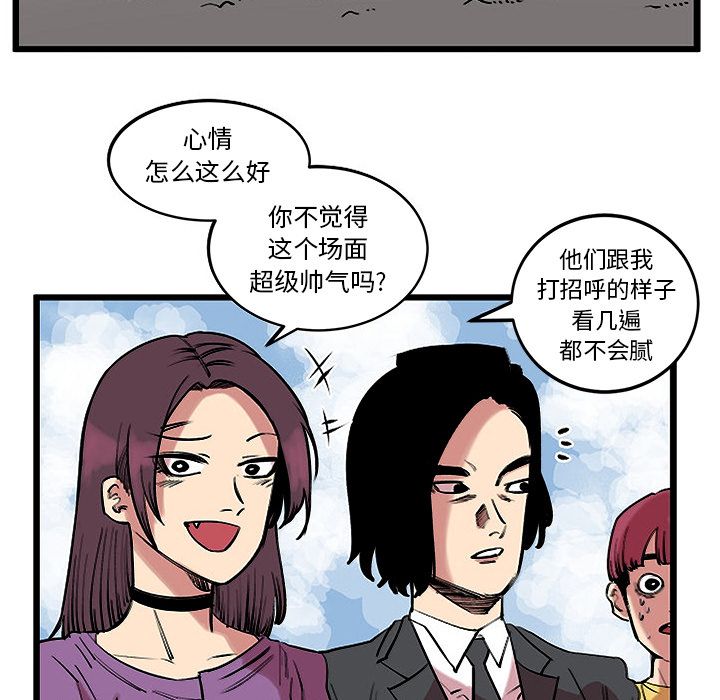 心情
怎么这么好
你不觉得
这个场面
超级帅气吗?
他们跟我
打招呼的样子
看几遍
都不会腻